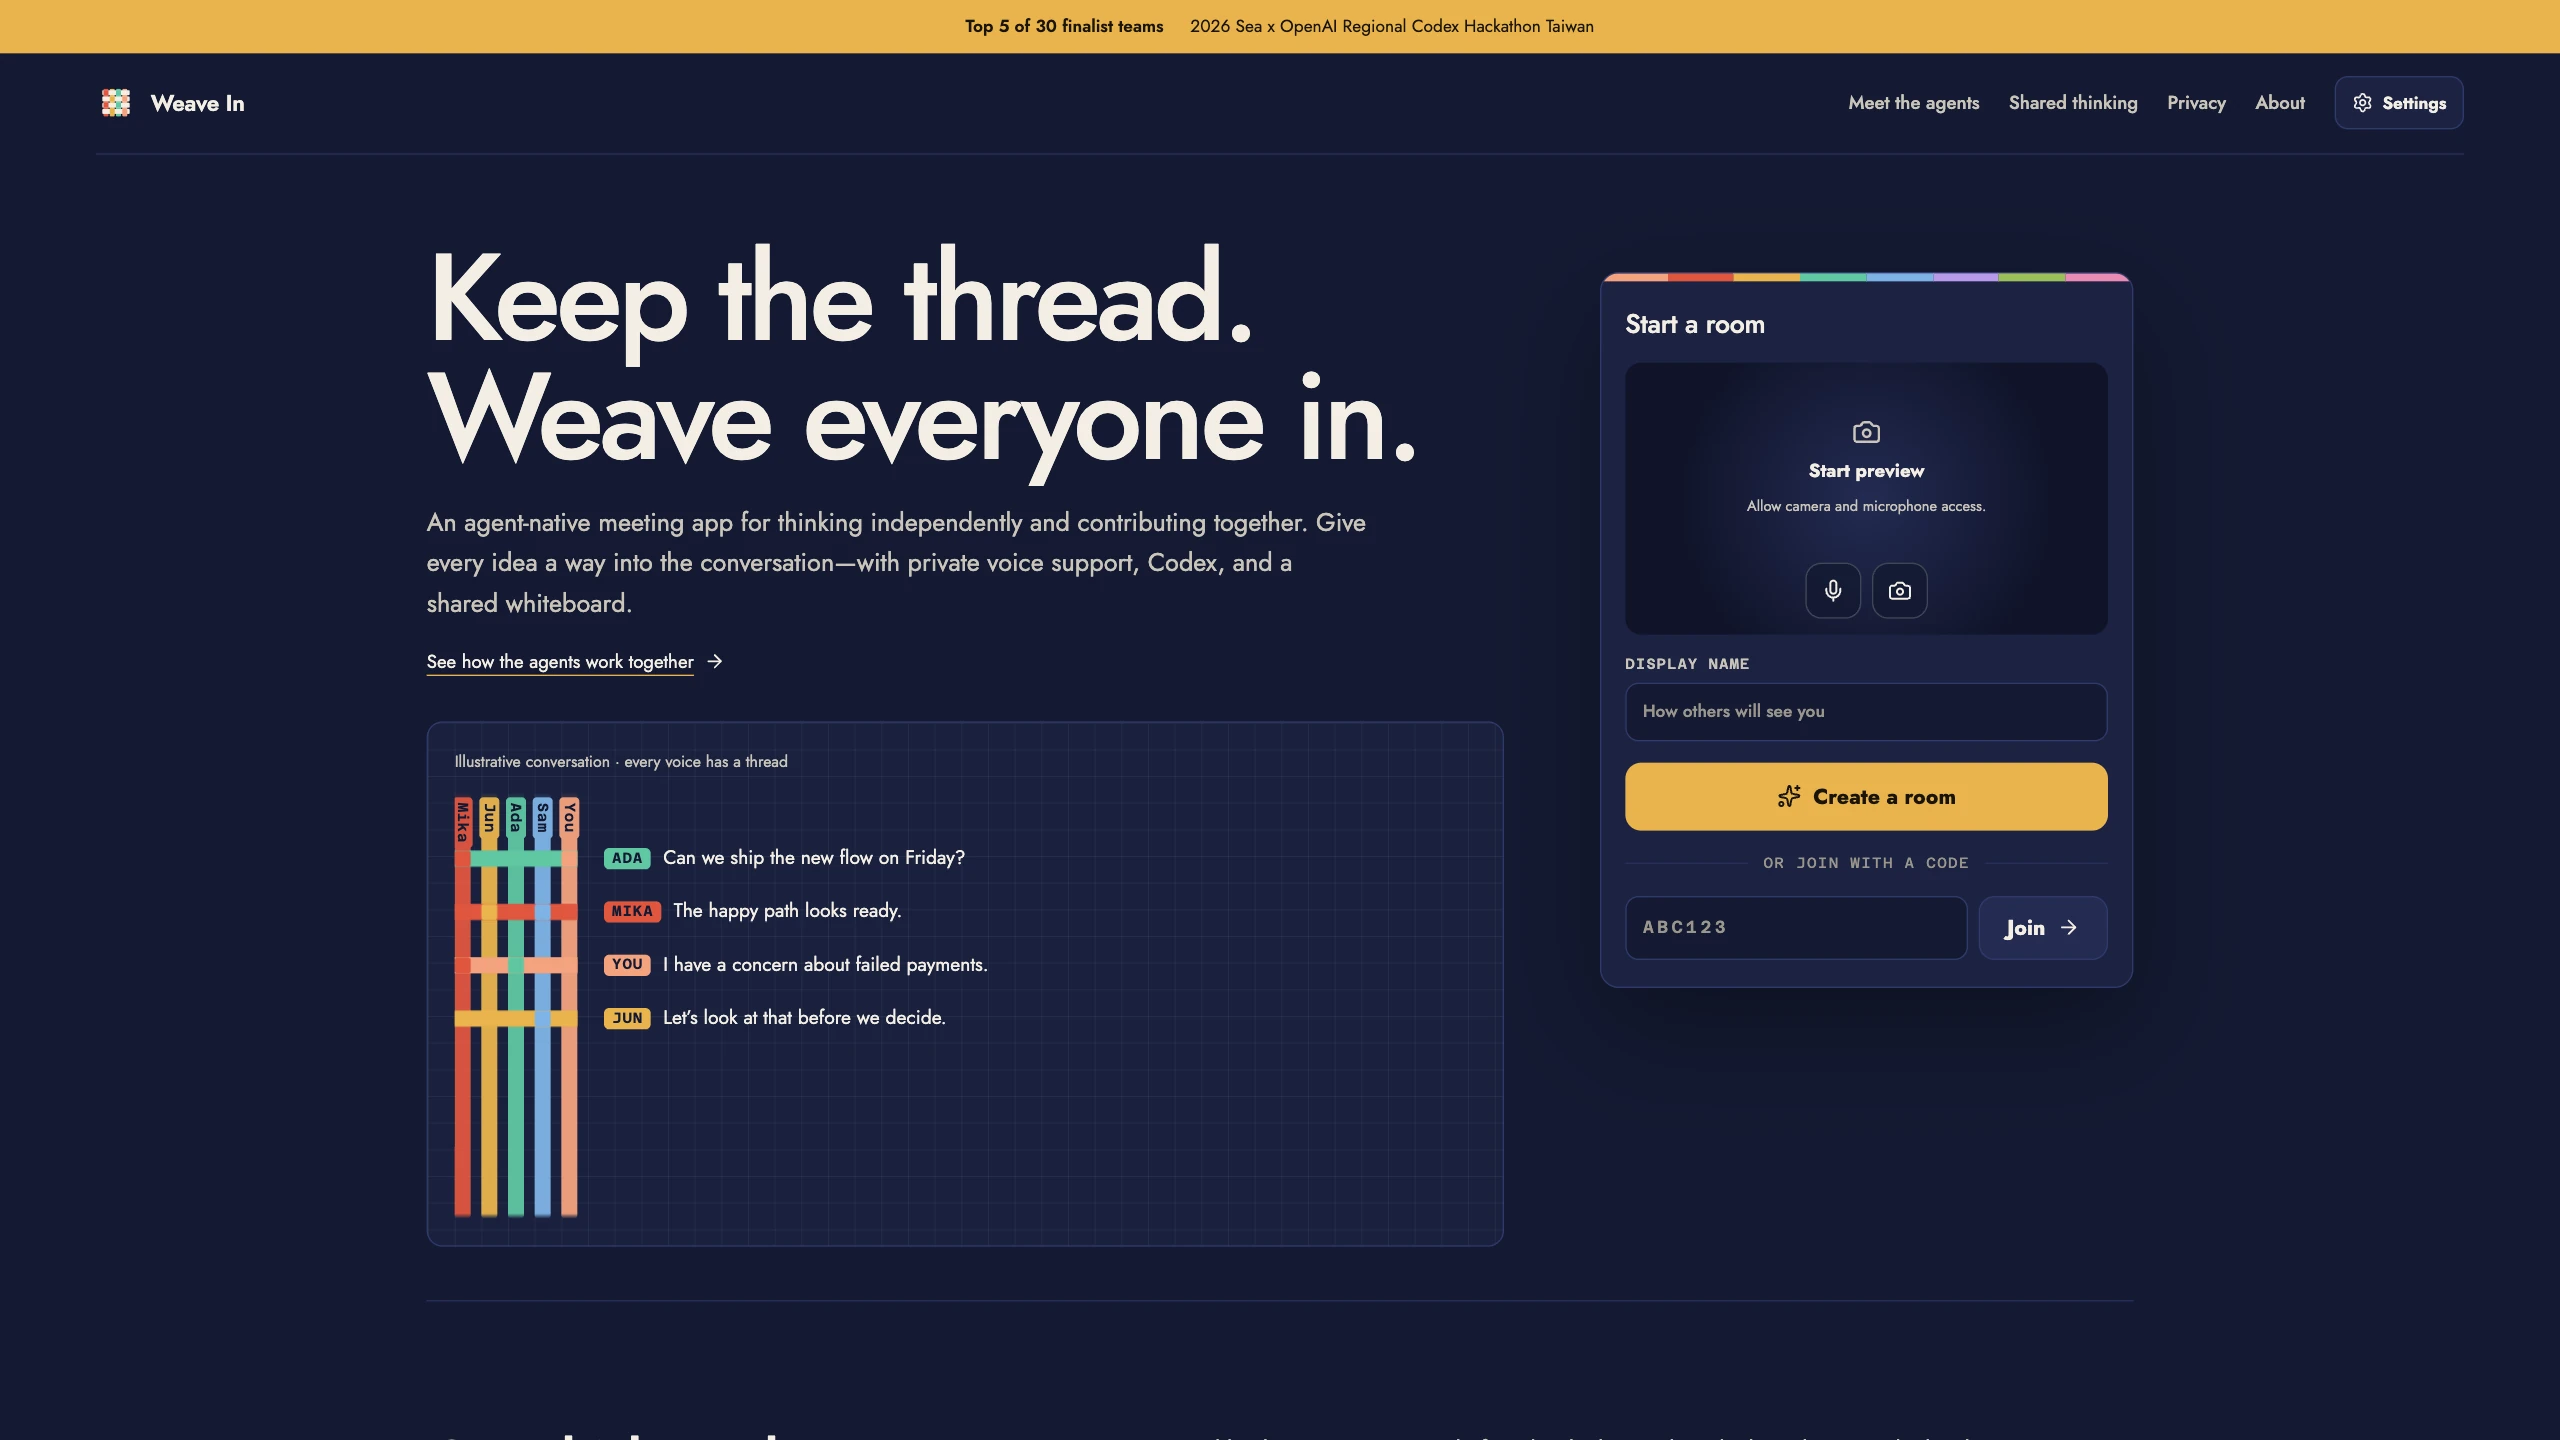 Top 5 of 30 finalist teams 2026 Sea x OpenAI Regional Codex Hackathon Taiwan
Weave In
Meet the agents
Shared thinking
Privacy
About
Settings
Keep the thread.
Weave everyone in.
An agent-native meeting app for thinking independently and contributing together. Give
every idea a way into the conversation—with private voice support, Codex, and a
shared whiteboard.
See how the agents work together
Illustrative conversation · every voice has a thread
Mika
Jun
Ada
Sam
You
ADA Can we ship the new flow on Friday?
MIKA The happy path looks ready.
YOU I have a concern about failed payments.
JUN Let’s look at that before we decide.
Start a room
Start preview
Allow camera and microphone access.
DISPLAY NAME
How others will see you
Create a room
OR JOIN WITH A CODE
ABC123
Join